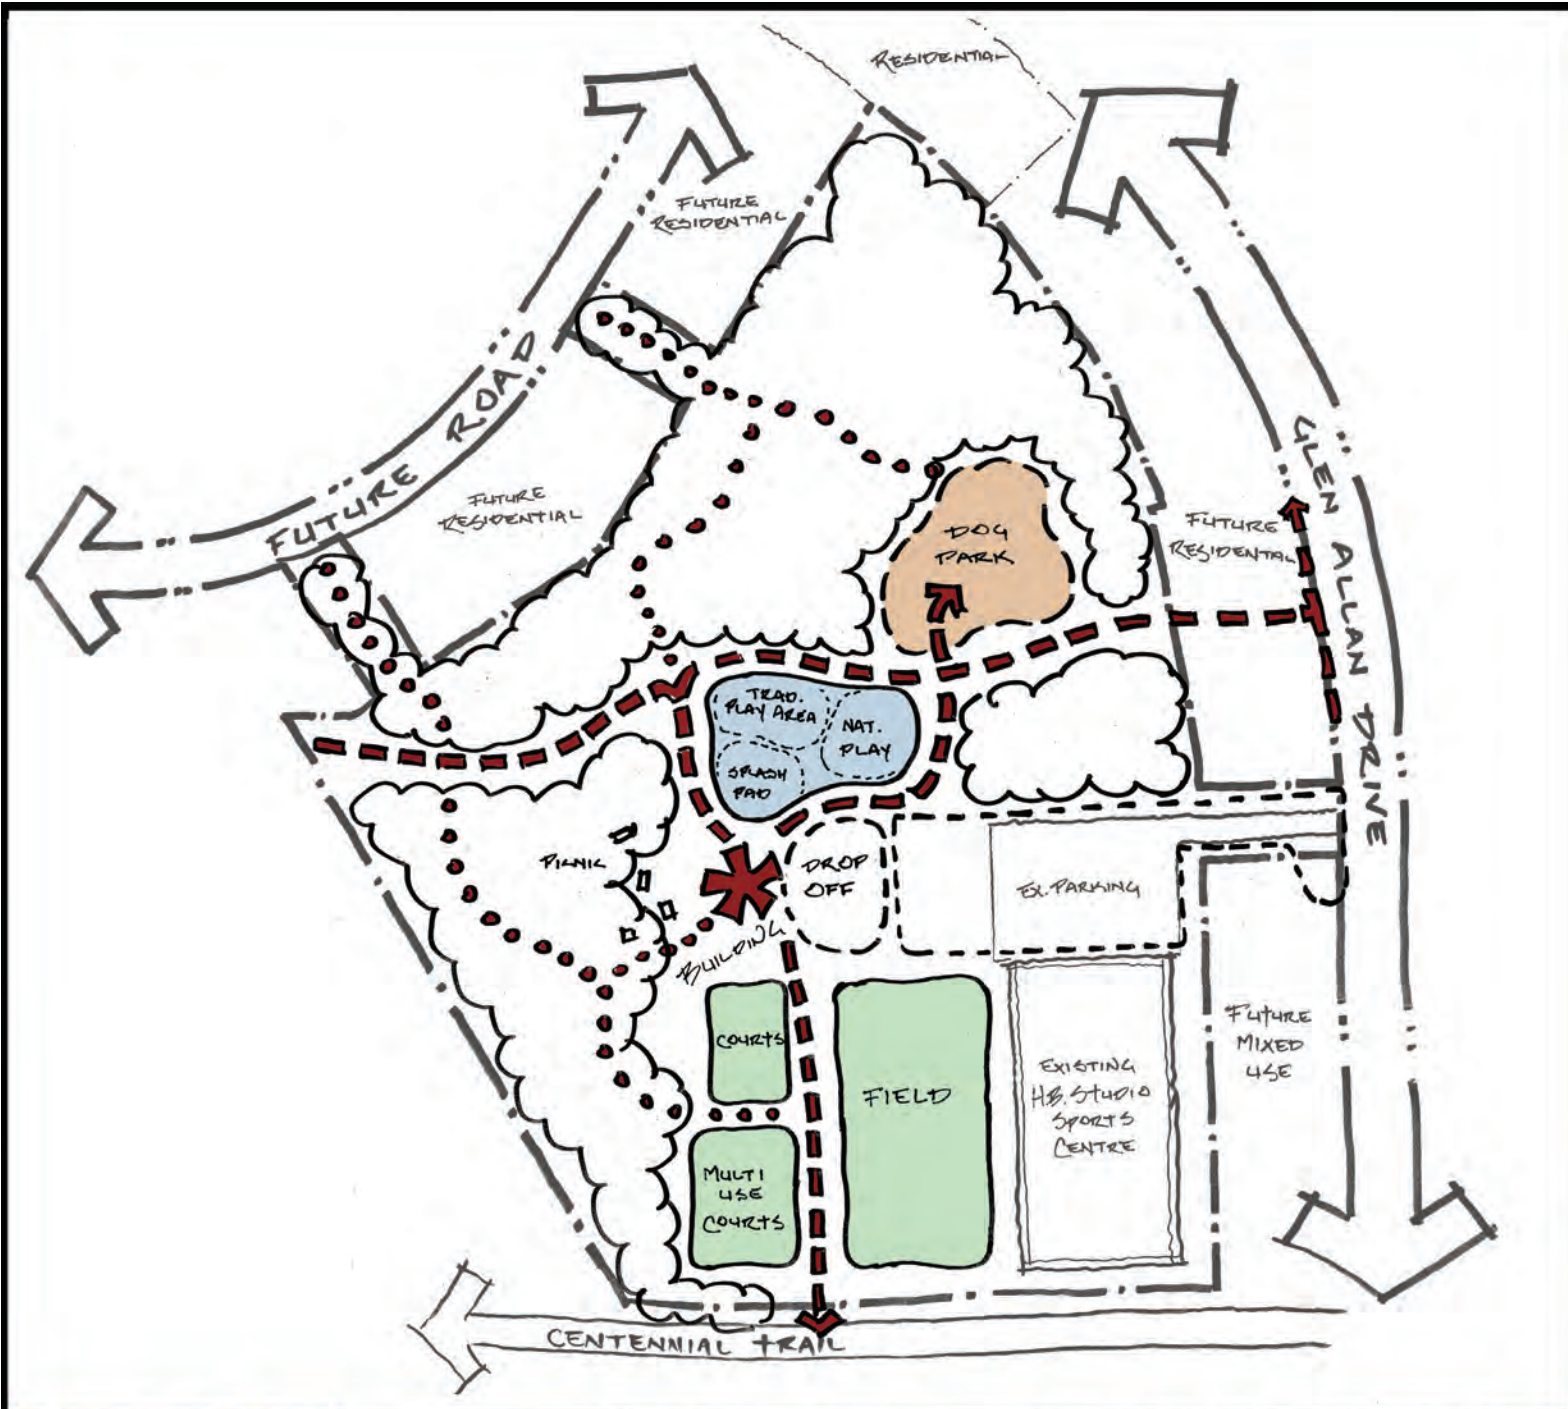 RESIDENTIAL
FUTURE
RESIDENTIAL
FUTURE ROAD
FUTURE
RESIDENTIAL
GLEN ALLAN DRIVE
DOG
PARK
FUTURE
RESIDENTIAL
TRAD.
PLAY AREA
NAT.
PLAY
SPLASH
PAD
PICNIC
DROP
OFF
EX. PARKING
BUILDING
COURTS
FIELD
FUTURE
MIXED
USE
EXISTING
H.B. STUDIO
SPORTS
CENTRE
MULTI
USE
COURTS
CENTENNIAL TRAIL